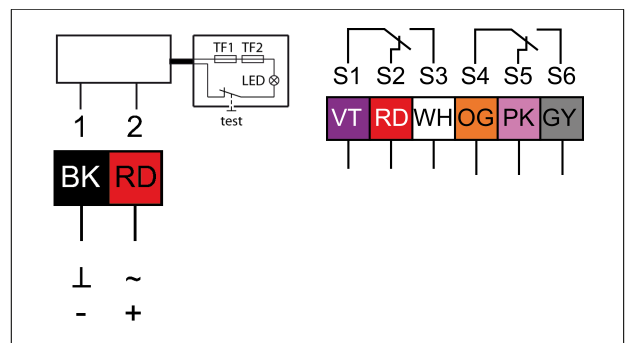 TF1 TF2
LED
test
1 2
BK RD
⊥ ~
- +
S1 S2 S3 S4 S5 S6
VT RD WH OG PK GY